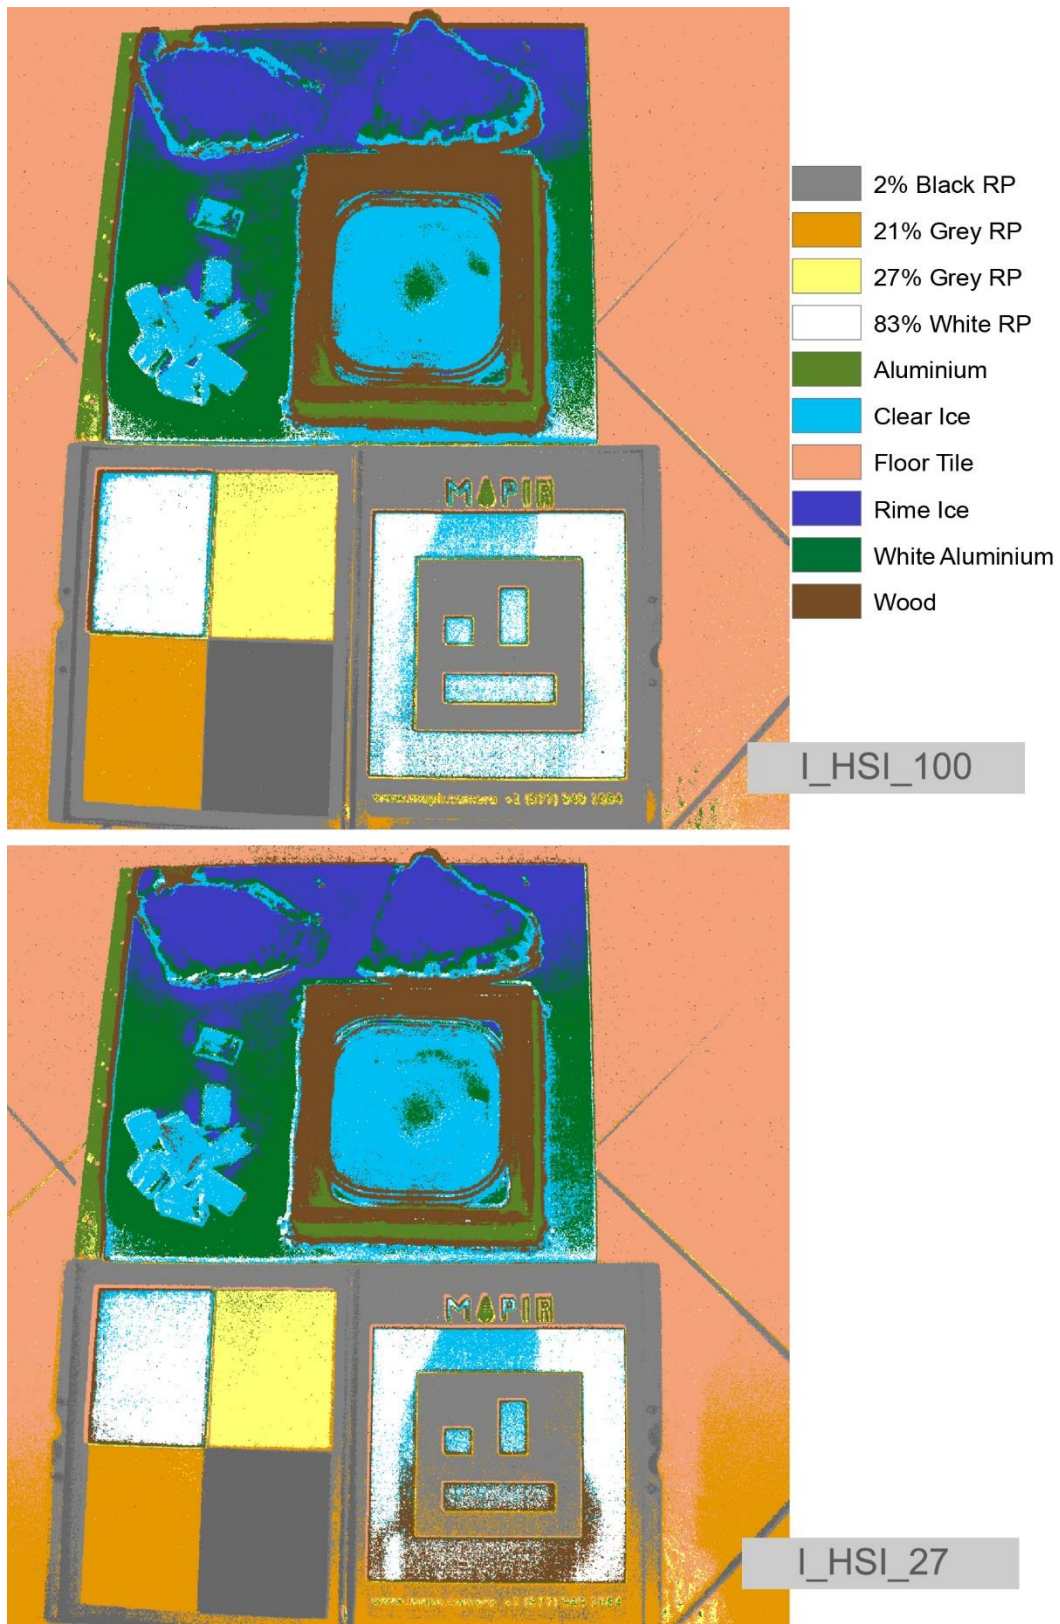 2% Black RP
21% Grey RP
27% Grey RP
83% White RP
Aluminium
Clear Ice
Floor Tile
Rime Ice
White Aluminium
Wood
MAPIR
I_HSI_100
MAPIR
I_HSI_27